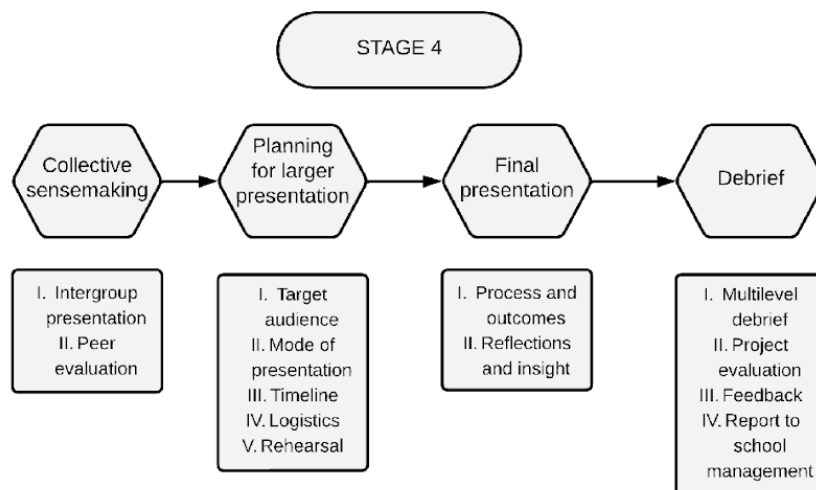 STAGE 4
Collective
sensemaking
Planning
for larger
presentation
Final
presentation
Debrief
I. Intergroup
presentation
II. Peer
evaluation
I. Target
audience
II. Mode of
presentation
III. Timeline
IV. Logistics
V. Rehearsal
I. Process and
outcomes
II. Reflections
and insight
I. Multilevel
debrief
II. Project
evaluation
III. Feedback
IV. Report to
school
management